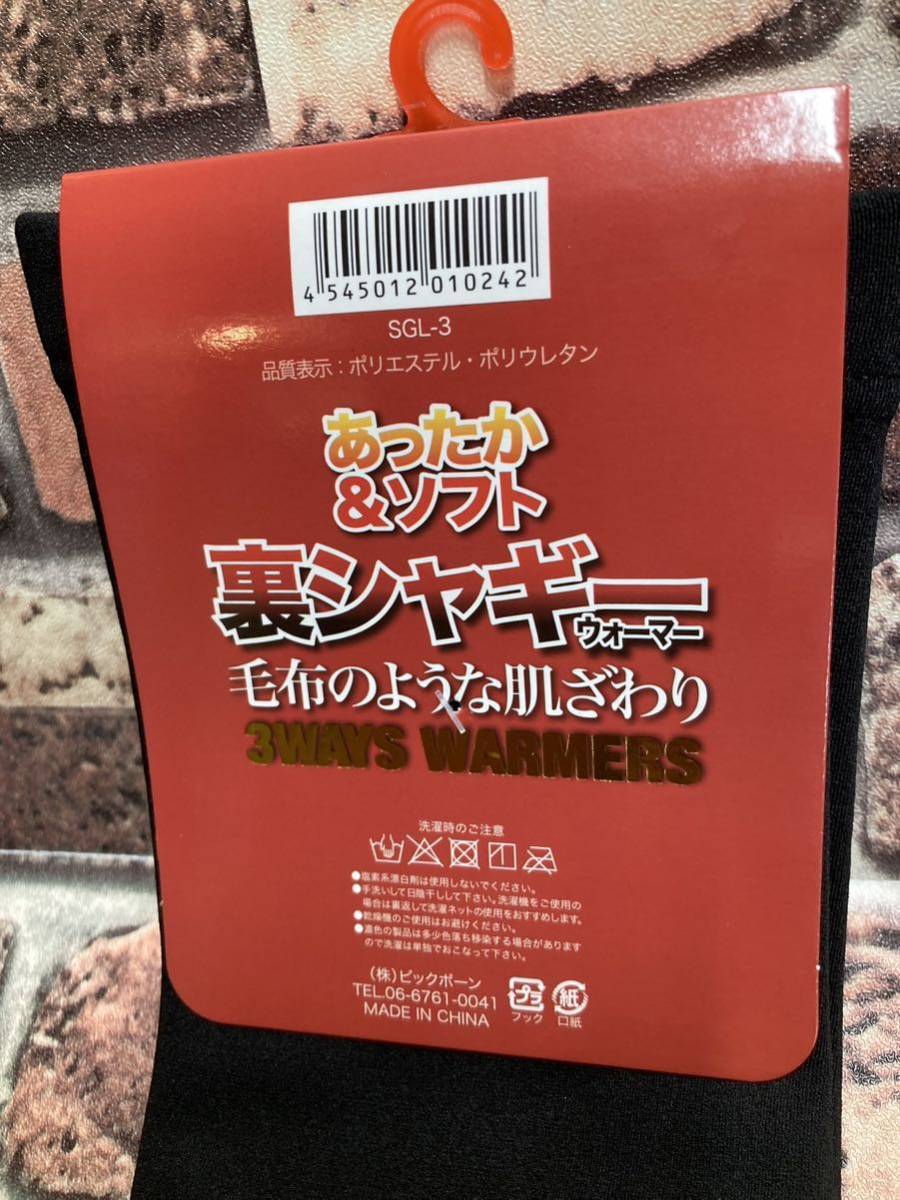 4 545012 010242
SGL-3
品質表示：ポリエステル・ポリウレタン
あったか
&ソフト
裏シャギー
ウォーマー
毛布のような肌ざわり
3WAYS WARMERS
洗濯時のご注意
●塩素系漂白剤は使用しないでください。
●手洗いして日陰干しして下さい。洗濯機をご使用の
場合は裏返して洗濯ネットの使用をおすすめします。
●乾燥機のご使用はお避けください。
●濃色の製品は多少色落ち移染する場合があります
ので洗濯は単独でおこなって下さい。
(株)ビックボーン
TEL.06-6761-0041
MADE IN CHINA
プラ
フック
紙
口紙